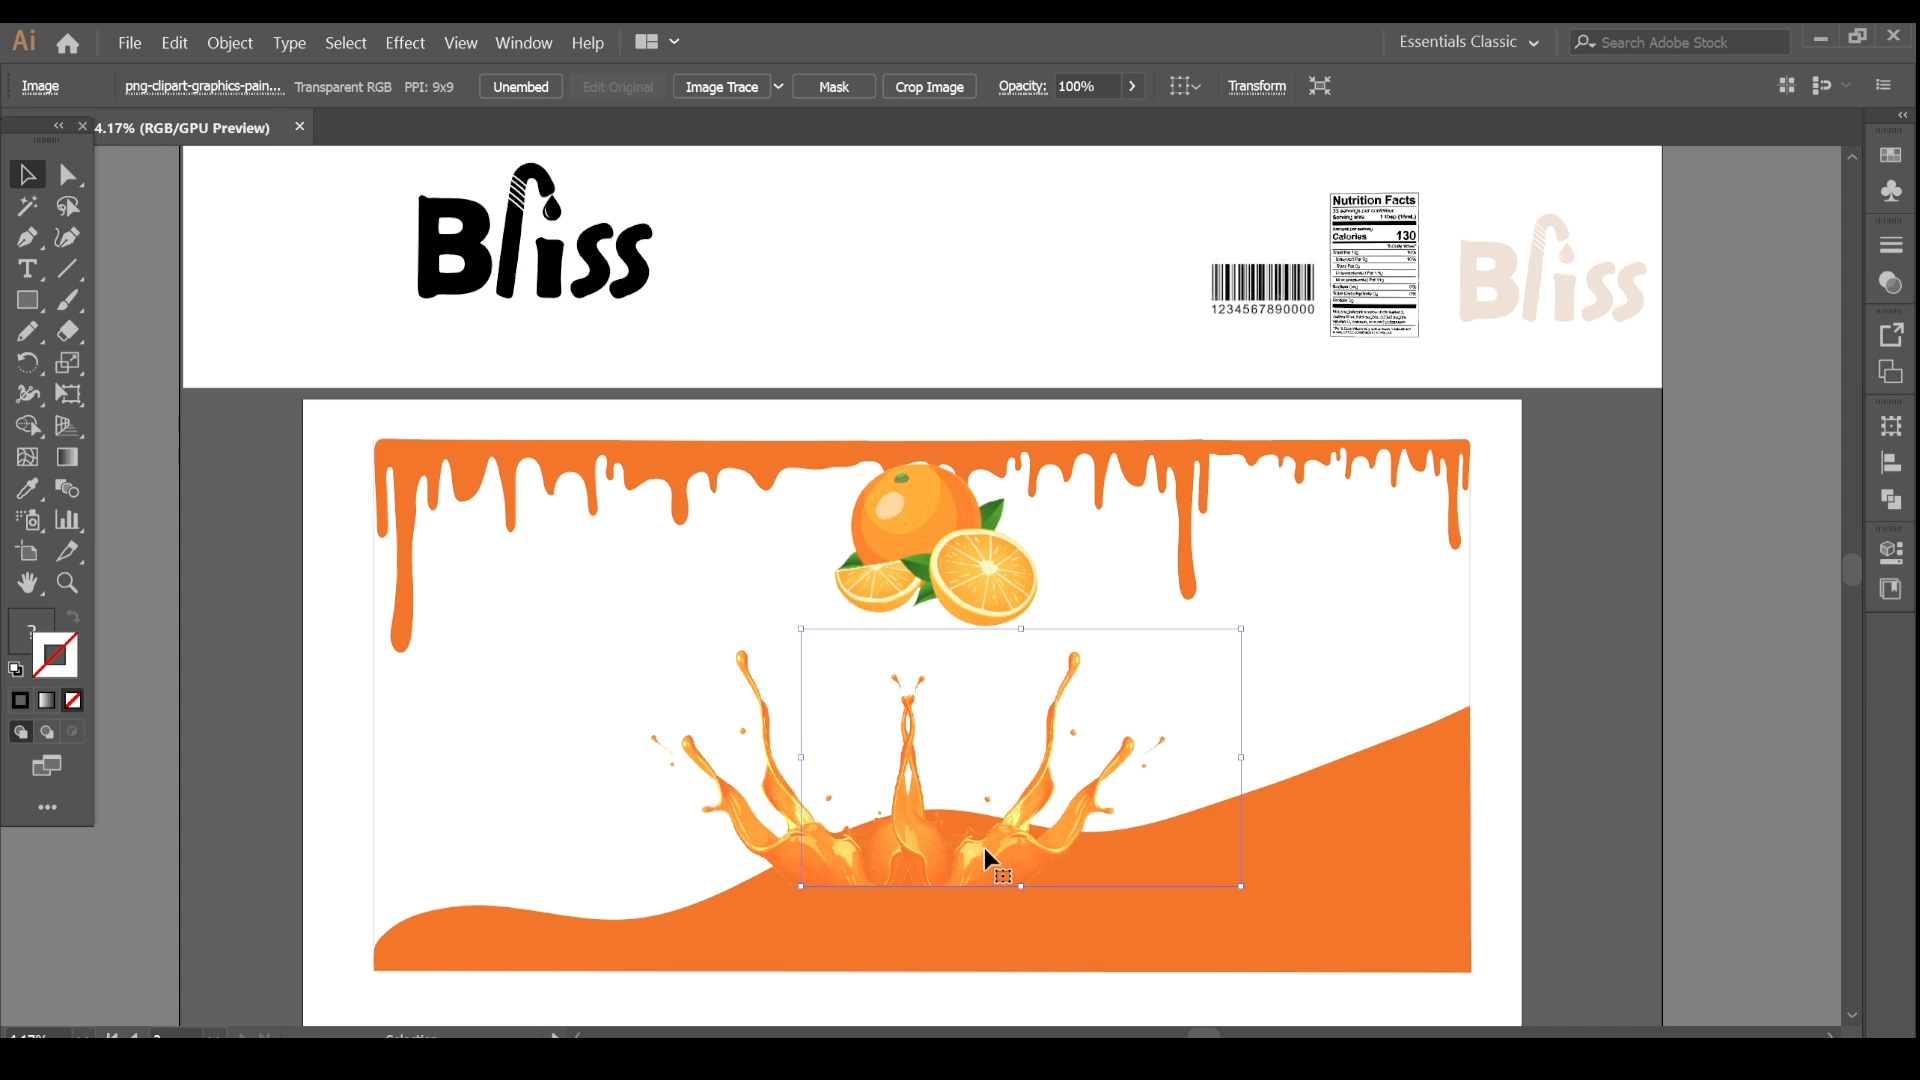 Ai File Edit Object Type Select Effect View Window Help Essentials Classic Search Adobe Stock
Image png-clipart-graphics-pain... Transparent RGB PPI: 9x9 Unembed Edit Original Image Trace Mask Crop Image Opacity: 100% Transform
4.17% (RGB/GPU Preview)
Bliss
1234567890000
Nutrition Facts
Calories 130
Bliss
?